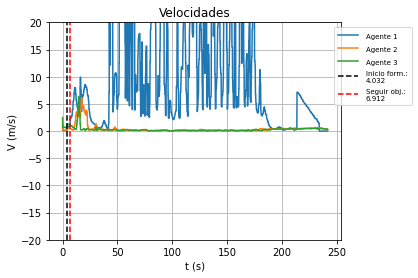 Velocidades
20
15
10
5
0
−5
−10
−15
−20
V (m/s)
0
50
100
150
200
250
t (s)
Agente 1
Agente 2
Agente 3
Inicio form.:
4.032
Seguir obj.:
6.912